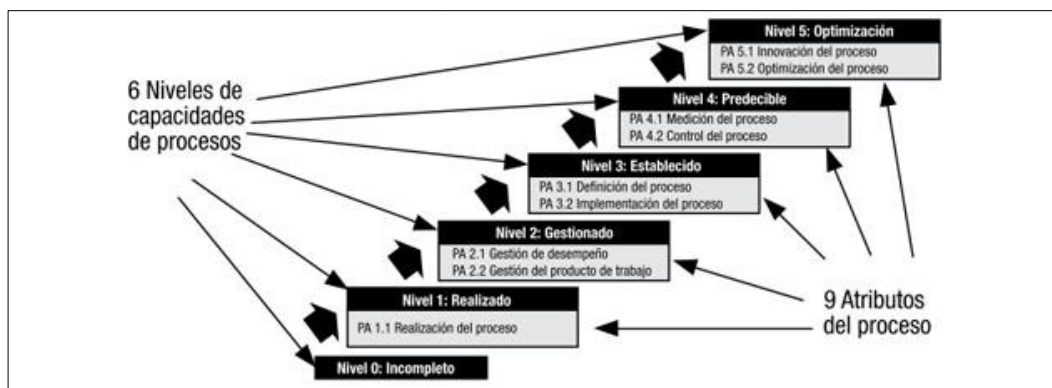 6 Niveles de
capacidades
de procesos
Nivel 5: Optimización
PA 5.1 Innovación del proceso
PA 5.2 Optimización del proceso
Nivel 4: Predecible
PA 4.1 Medición del proceso
PA 4.2 Control del proceso
Nivel 3: Establecido
PA 3.1 Definición del proceso
PA 3.2 Implementación del proceso
Nivel 2: Gestionado
PA 2.1 Gestión de desempeño
PA 2.2 Gestión del producto de trabajo
Nivel 1: Realizado
PA 1.1 Realización del proceso
Nivel 0: Incompleto
9 Atributos
del proceso